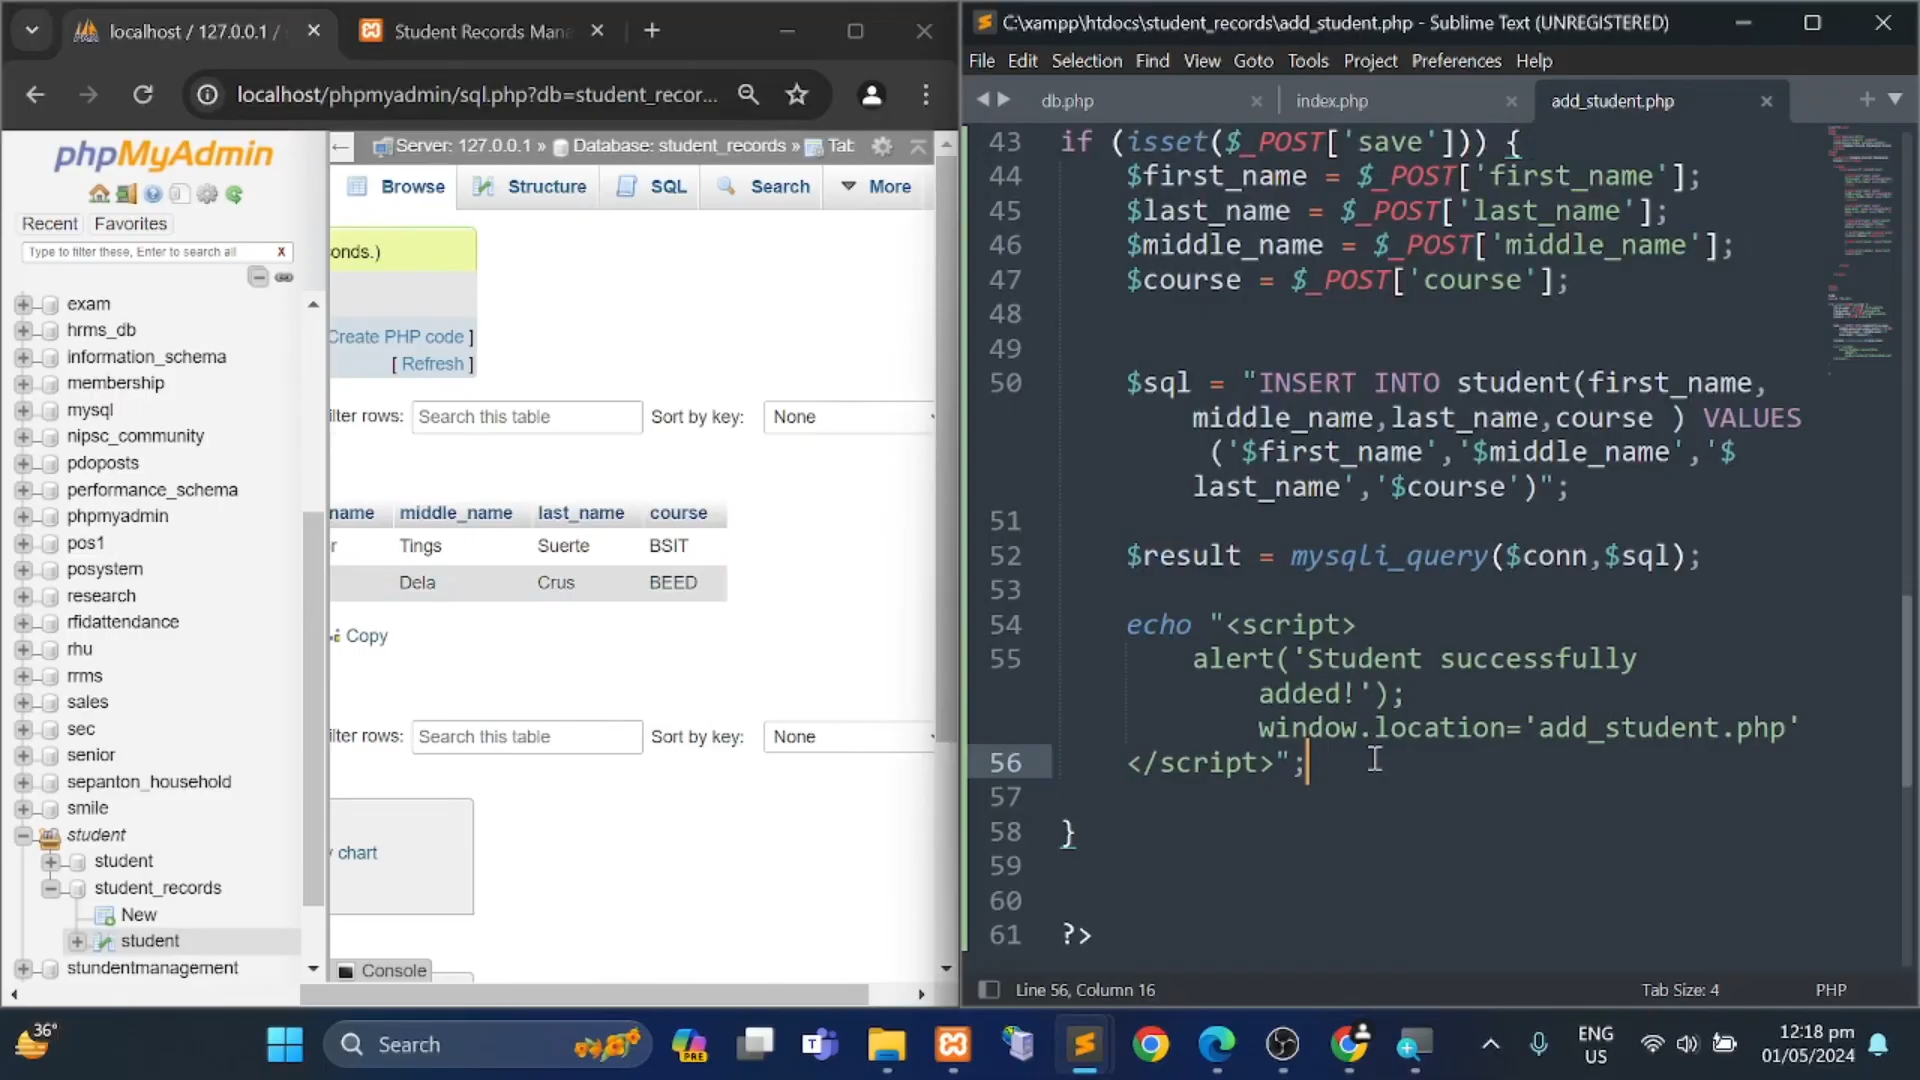 localhost / 127.0.0.1 /
Student Records Mana
localhost/phpmyadmin/sql.php?db=student_recor...
phpMyAdmin
Recent
Favorites
Type to filter these, Enter to search all
X
exam
hrms_db
information_schema
membership
mysql
nipsc_community
pdoposts
performance_schema
phpmyadmin
pos1
posystem
research
rfidattendance
rhu
rrms
sales
sec
senior
sepanton_household
smile
student
student
student_records
New
student
stundentmanagement
Server: 127.0.0.1 » Database: student_records » Tab
Browse
Structure
SQL
Search
More
onds.)
Create PHP code ]
[ Refresh ]
ilter rows:
Search this table
Sort by key:
None
name middle_name last_name course
r Tings Suerte BSIT
Dela Crus BEED
Copy
ilter rows:
Search this table
Sort by key:
None
chart
Console
C:\xampp\htdocs\student_records\add_student.php - Sublime Text (UNREGISTERED)
File Edit Selection Find View Goto Tools Project Preferences Help
db.php
index.php
add_student.php
43 if (isset($_POST['save'])) {
44 $first_name = $_POST['first_name'];
45 $last_name = $_POST['last_name'];
46 $middle_name = $_POST['middle_name'];
47 $course = $_POST['course'];
48
49
50 $sql = "INSERT INTO student(first_name,
middle_name,last_name,course ) VALUES
('$first_name','$middle_name','$
last_name','$course')";
51
52 $result = mysqli_query($conn,$sql);
53
54 echo "<script>
55 alert('Student successfully
added!');
window.location='add_student.php'
56 </script>";
57
58 }
59
60
61 ?>
Line 56, Column 16
Tab Size: 4
PHP
36°
Search
PRE
ENG
US
12:18 pm
01/05/2024